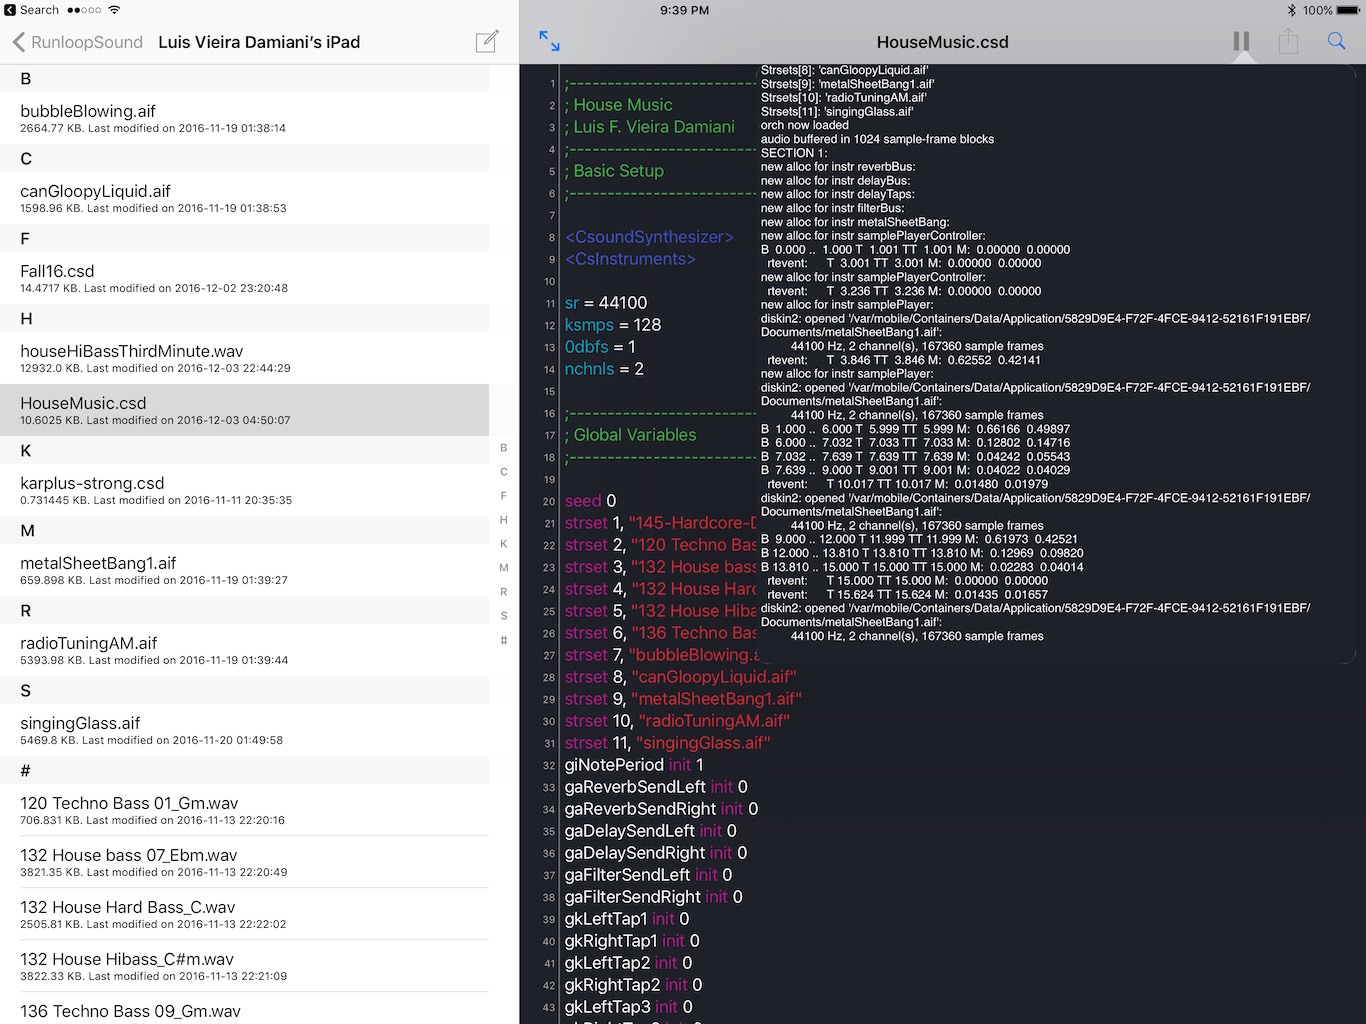 Search
9:39 PM
100%
RunloopSound
Luis Vieira Damiani’s iPad
B
bubbleBlowing.aif
2664.77 KB. Last modified on 2016-11-19 01:38:14
C
canGloopyLiquid.aif
1598.96 KB. Last modified on 2016-11-19 01:38:53
F
Fall16.csd
14.4717 KB. Last modified on 2016-12-02 23:20:48
H
houseHiBassThirdMinute.wav
12932.0 KB. Last modified on 2016-12-03 22:44:29
HouseMusic.csd
10.6025 KB. Last modified on 2016-12-03 04:50:07
K
karplus-strong.csd
0.731445 KB. Last modified on 2016-11-11 20:35:35
M
metalSheetBang1.aif
659.898 KB. Last modified on 2016-11-19 01:39:27
R
radioTuningAM.aif
5393.98 KB. Last modified on 2016-11-19 01:39:44
S
singingGlass.aif
5469.8 KB. Last modified on 2016-11-20 01:49:58
#
120 Techno Bass 01_Gm.wav
706.831 KB. Last modified on 2016-11-13 22:20:16
132 House bass 07_Ebm.wav
3821.35 KB. Last modified on 2016-11-13 22:20:49
132 House Hard Bass_C.wav
2505.81 KB. Last modified on 2016-11-13 22:22:02
132 House Hibass_C#m.wav
3822.33 KB. Last modified on 2016-11-13 22:21:09
136 Techno Bass 09_Gm.wav
B
C
F
H
K
M
R
S
#
HouseMusic.csd
1 ;-------------------------
2 ; House Music
3 ; Luis F. Vieira Damiani
4 ;-------------------------
5 ; Basic Setup
6 ;-------------------------
7
8 <CsoundSynthesizer>
9 <CsInstruments>
10
11 sr = 44100
12 ksmps = 128
13 0dbfs = 1
14 nchnls = 2
15
16 ;-------------------------
17 ; Global Variables
18 ;-------------------------
19
20 seed 0
21 strset 1, "145-Hardcore-D
22 strset 2, "120 Techno Bas
23 strset 3, "132 House bass
24 strset 4, "132 House Hard
25 strset 5, "132 House Hiba
26 strset 6, "136 Techno Bas
27 strset 7, "bubbleBlowing.a
28 strset 8, "canGloopyLiquid.aif"
29 strset 9, "metalSheetBang1.aif"
30 strset 10, "radioTuningAM.aif"
31 strset 11, "singingGlass.aif"
32 giNotePeriod init 1
33 gaReverbSendLeft init 0
34 gaReverbSendRight init 0
35 gaDelaySendLeft init 0
36 gaDelaySendRight init 0
37 gaFilterSendLeft init 0
38 gaFilterSendRight init 0
39 gkLeftTap1 init 0
40 gkRightTap1 init 0
41 gkLeftTap2 init 0
42 gkRightTap2 init 0
43 gkLeftTap3 init 0
Strsets[8]: 'canGloopyLiquid.aif'
Strsets[9]: 'metalSheetBang1.aif'
Strsets[10]: 'radioTuningAM.aif'
Strsets[11]: 'singingGlass.aif'
orch now loaded
audio buffered in 1024 sample-frame blocks
SECTION 1:
new alloc for instr reverbBus:
new alloc for instr delayBus:
new alloc for instr delayTaps:
new alloc for instr filterBus:
new alloc for instr metalSheetBang:
new alloc for instr samplePlayerController:
B 0.000 .. 1.000 T 1.001 TT 1.001 M: 0.00000 0.00000
rtevent: T 3.001 TT 3.001 M: 0.00000 0.00000
new alloc for instr samplePlayerController:
rtevent: T 3.236 TT 3.236 M: 0.00000 0.00000
new alloc for instr samplePlayer:
diskin2: opened '/var/mobile/Containers/Data/Application/5829D9E4-F72F-4FCE-9412-52161F191EBF/
Documents/metalSheetBang1.aif':
44100 Hz, 2 channel(s), 167360 sample frames
rtevent: T 3.846 TT 3.846 M: 0.62552 0.42141
new alloc for instr samplePlayer:
diskin2: opened '/var/mobile/Containers/Data/Application/5829D9E4-F72F-4FCE-9412-52161F191EBF/
Documents/metalSheetBang1.aif':
44100 Hz, 2 channel(s), 167360 sample frames
B 1.000 .. 6.000 T 5.999 TT 5.999 M: 0.66166 0.49897
B 6.000 .. 7.032 T 7.033 TT 7.033 M: 0.12802 0.14716
B 7.032 .. 7.639 T 7.639 TT 7.639 M: 0.04242 0.05543
B 7.639 .. 9.000 T 9.001 TT 9.001 M: 0.04022 0.04029
rtevent: T 10.017 TT 10.017 M: 0.01480 0.01979
diskin2: opened '/var/mobile/Containers/Data/Application/5829D9E4-F72F-4FCE-9412-52161F191EBF/
Documents/metalSheetBang1.aif':
44100 Hz, 2 channel(s), 167360 sample frames
B 9.000 .. 12.000 T 11.999 TT 11.999 M: 0.61973 0.42521
B 12.000 .. 13.810 T 13.810 TT 13.810 M: 0.12969 0.09820
B 13.810 .. 15.000 T 15.000 TT 15.000 M: 0.02283 0.04014
rtevent: T 15.000 TT 15.000 M: 0.00000 0.00000
rtevent: T 15.624 TT 15.624 M: 0.01435 0.01657
diskin2: opened '/var/mobile/Containers/Data/Application/5829D9E4-F72F-4FCE-9412-52161F191EBF/
Documents/metalSheetBang1.aif':
44100 Hz, 2 channel(s), 167360 sample frames